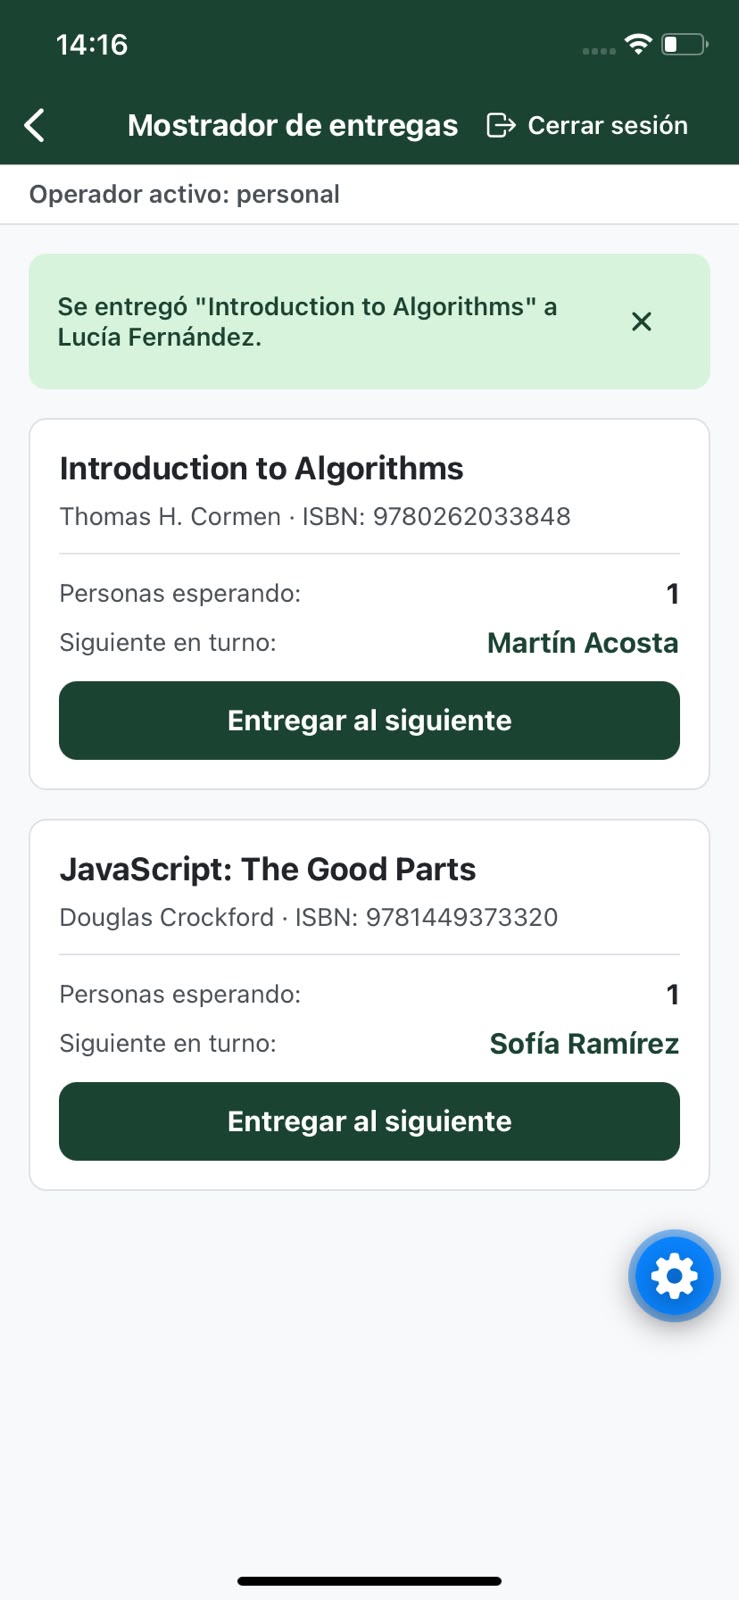 14:16
Mostrador de entregas
Cerrar sesión
Operador activo: personal
Se entregó "Introduction to Algorithms" a
Lucía Fernández.
Introduction to Algorithms
Thomas H. Cormen · ISBN: 9780262033848
Personas esperando: 1
Siguiente en turno: Martín Acosta
Entregar al siguiente
JavaScript: The Good Parts
Douglas Crockford · ISBN: 9781449373320
Personas esperando: 1
Siguiente en turno: Sofía Ramírez
Entregar al siguiente